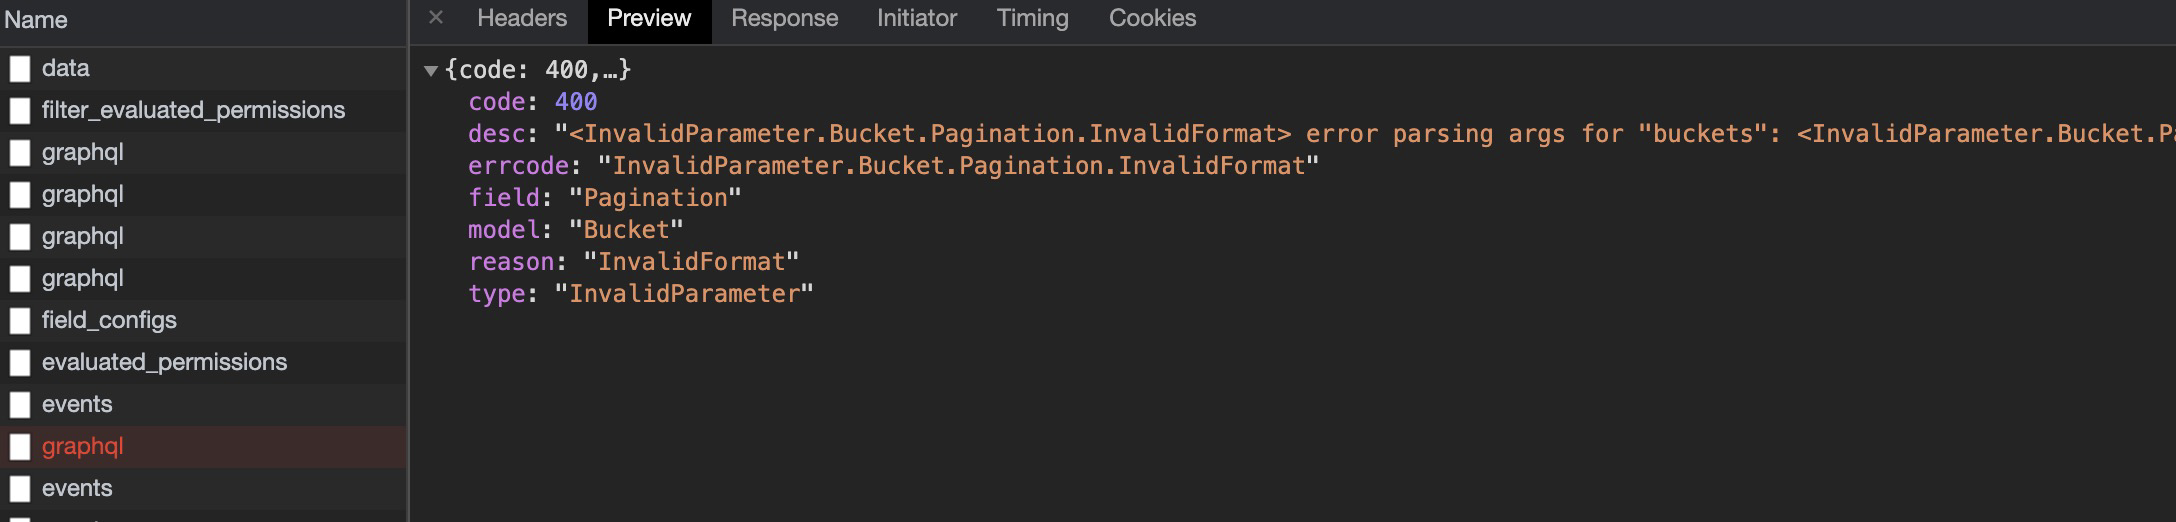 Name
× Headers Preview Response Initiator Timing Cookies
data
filter_evaluated_permissions
graphql
graphql
graphql
graphql
field_configs
evaluated_permissions
events
graphql
events
▼{code: 400,…}
code: 400
desc: "<InvalidParameter.Bucket.Pagination.InvalidFormat> error parsing args for "buckets": <InvalidParameter.Bucket.Pa
errcode: "InvalidParameter.Bucket.Pagination.InvalidFormat"
field: "Pagination"
model: "Bucket"
reason: "InvalidFormat"
type: "InvalidParameter"